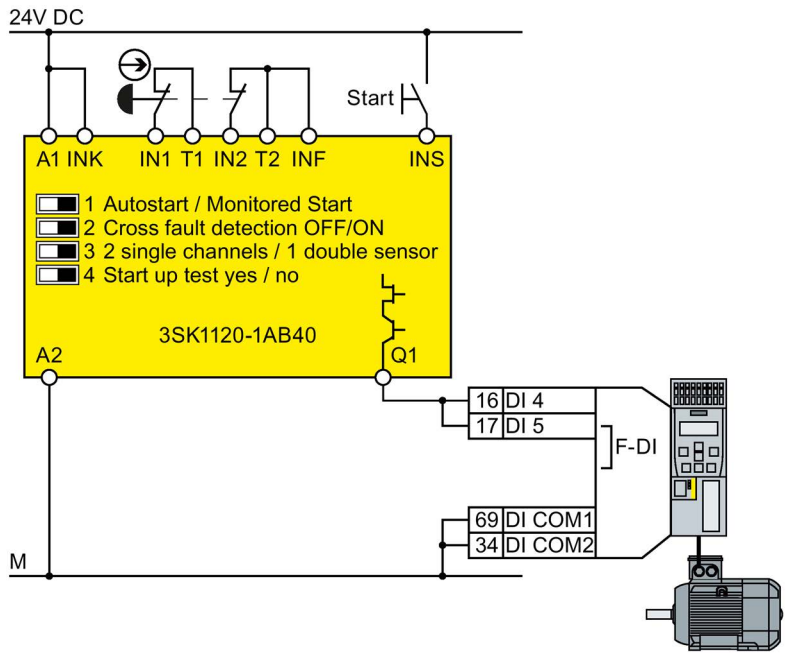 24V DC
Start
A1 INK IN1 T1 IN2 T2 INF INS
1 Autostart / Monitored Start
2 Cross fault detection OFF/ON
3 2 single channels / 1 double sensor
4 Start up test yes / no
3SK1120-1AB40
A2 Q1
16 DI 4
17 DI 5
F-DI
69 DI COM1
34 DI COM2
M